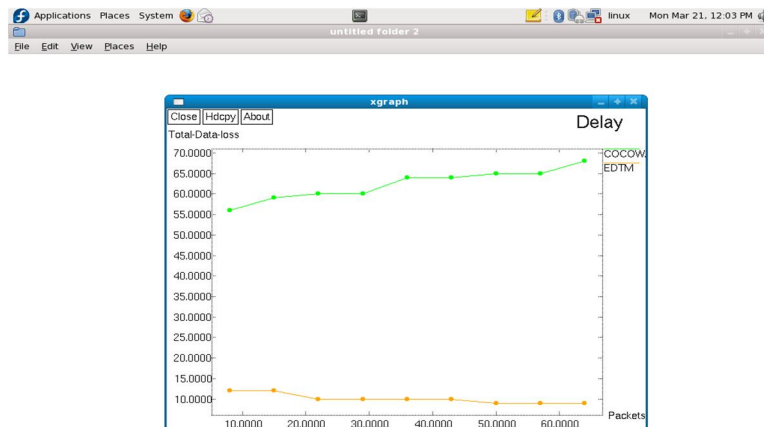 Applications Places System linux Mon Mar 21, 12:03 PM
untitled folder 2
File Edit View Places Help
xgraph
Close Hdcpy About
Delay
Total-Data-loss
70.0000
65.0000
60.0000
55.0000
50.0000
45.0000
40.0000
35.0000
30.0000
25.0000
20.0000
15.0000
10.0000
COCOW.
EDTM
Packets
10.0000 20.0000 30.0000 40.0000 50.0000 60.0000